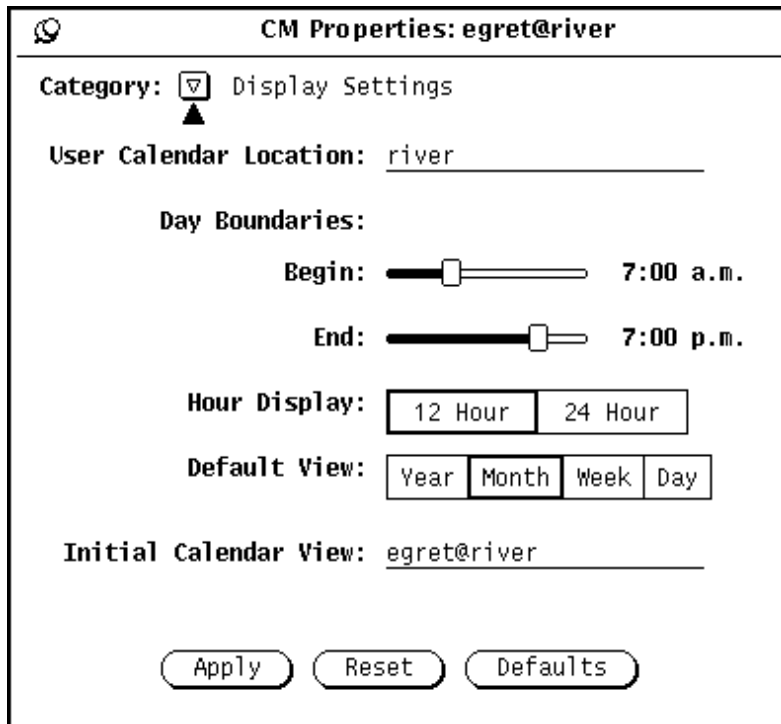 CM Properties: egret@river
Category: Display Settings
User Calendar Location: river
Day Boundaries:
Begin: 7:00 a.m.
End: 7:00 p.m.
Hour Display: 12 Hour 24 Hour
Default View: Year Month Week Day
Initial Calendar View: egret@river
Apply Reset Defaults